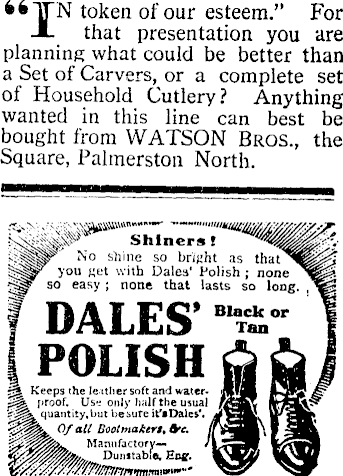 “IN token of our esteem.” For
that presentation you are
planning what could be better than
a Set of Carvers, or a complete set
of Household Cutlery? Anything
wanted in this line can best be
bought from WATSON BROS., the
Square, Palmerston North.
Shiners!
No shine so bright as that
you get with Dales' Polish; none
so easy; none that lasts so long.
DALES'
POLISH
Black or
Tan
Keeps the leather soft and water-
proof. Use only half the usual
quantity, but be sure it's Dales'.
Of all Bootmakers, &c.
Manufactory—
Dunstable, Eng.